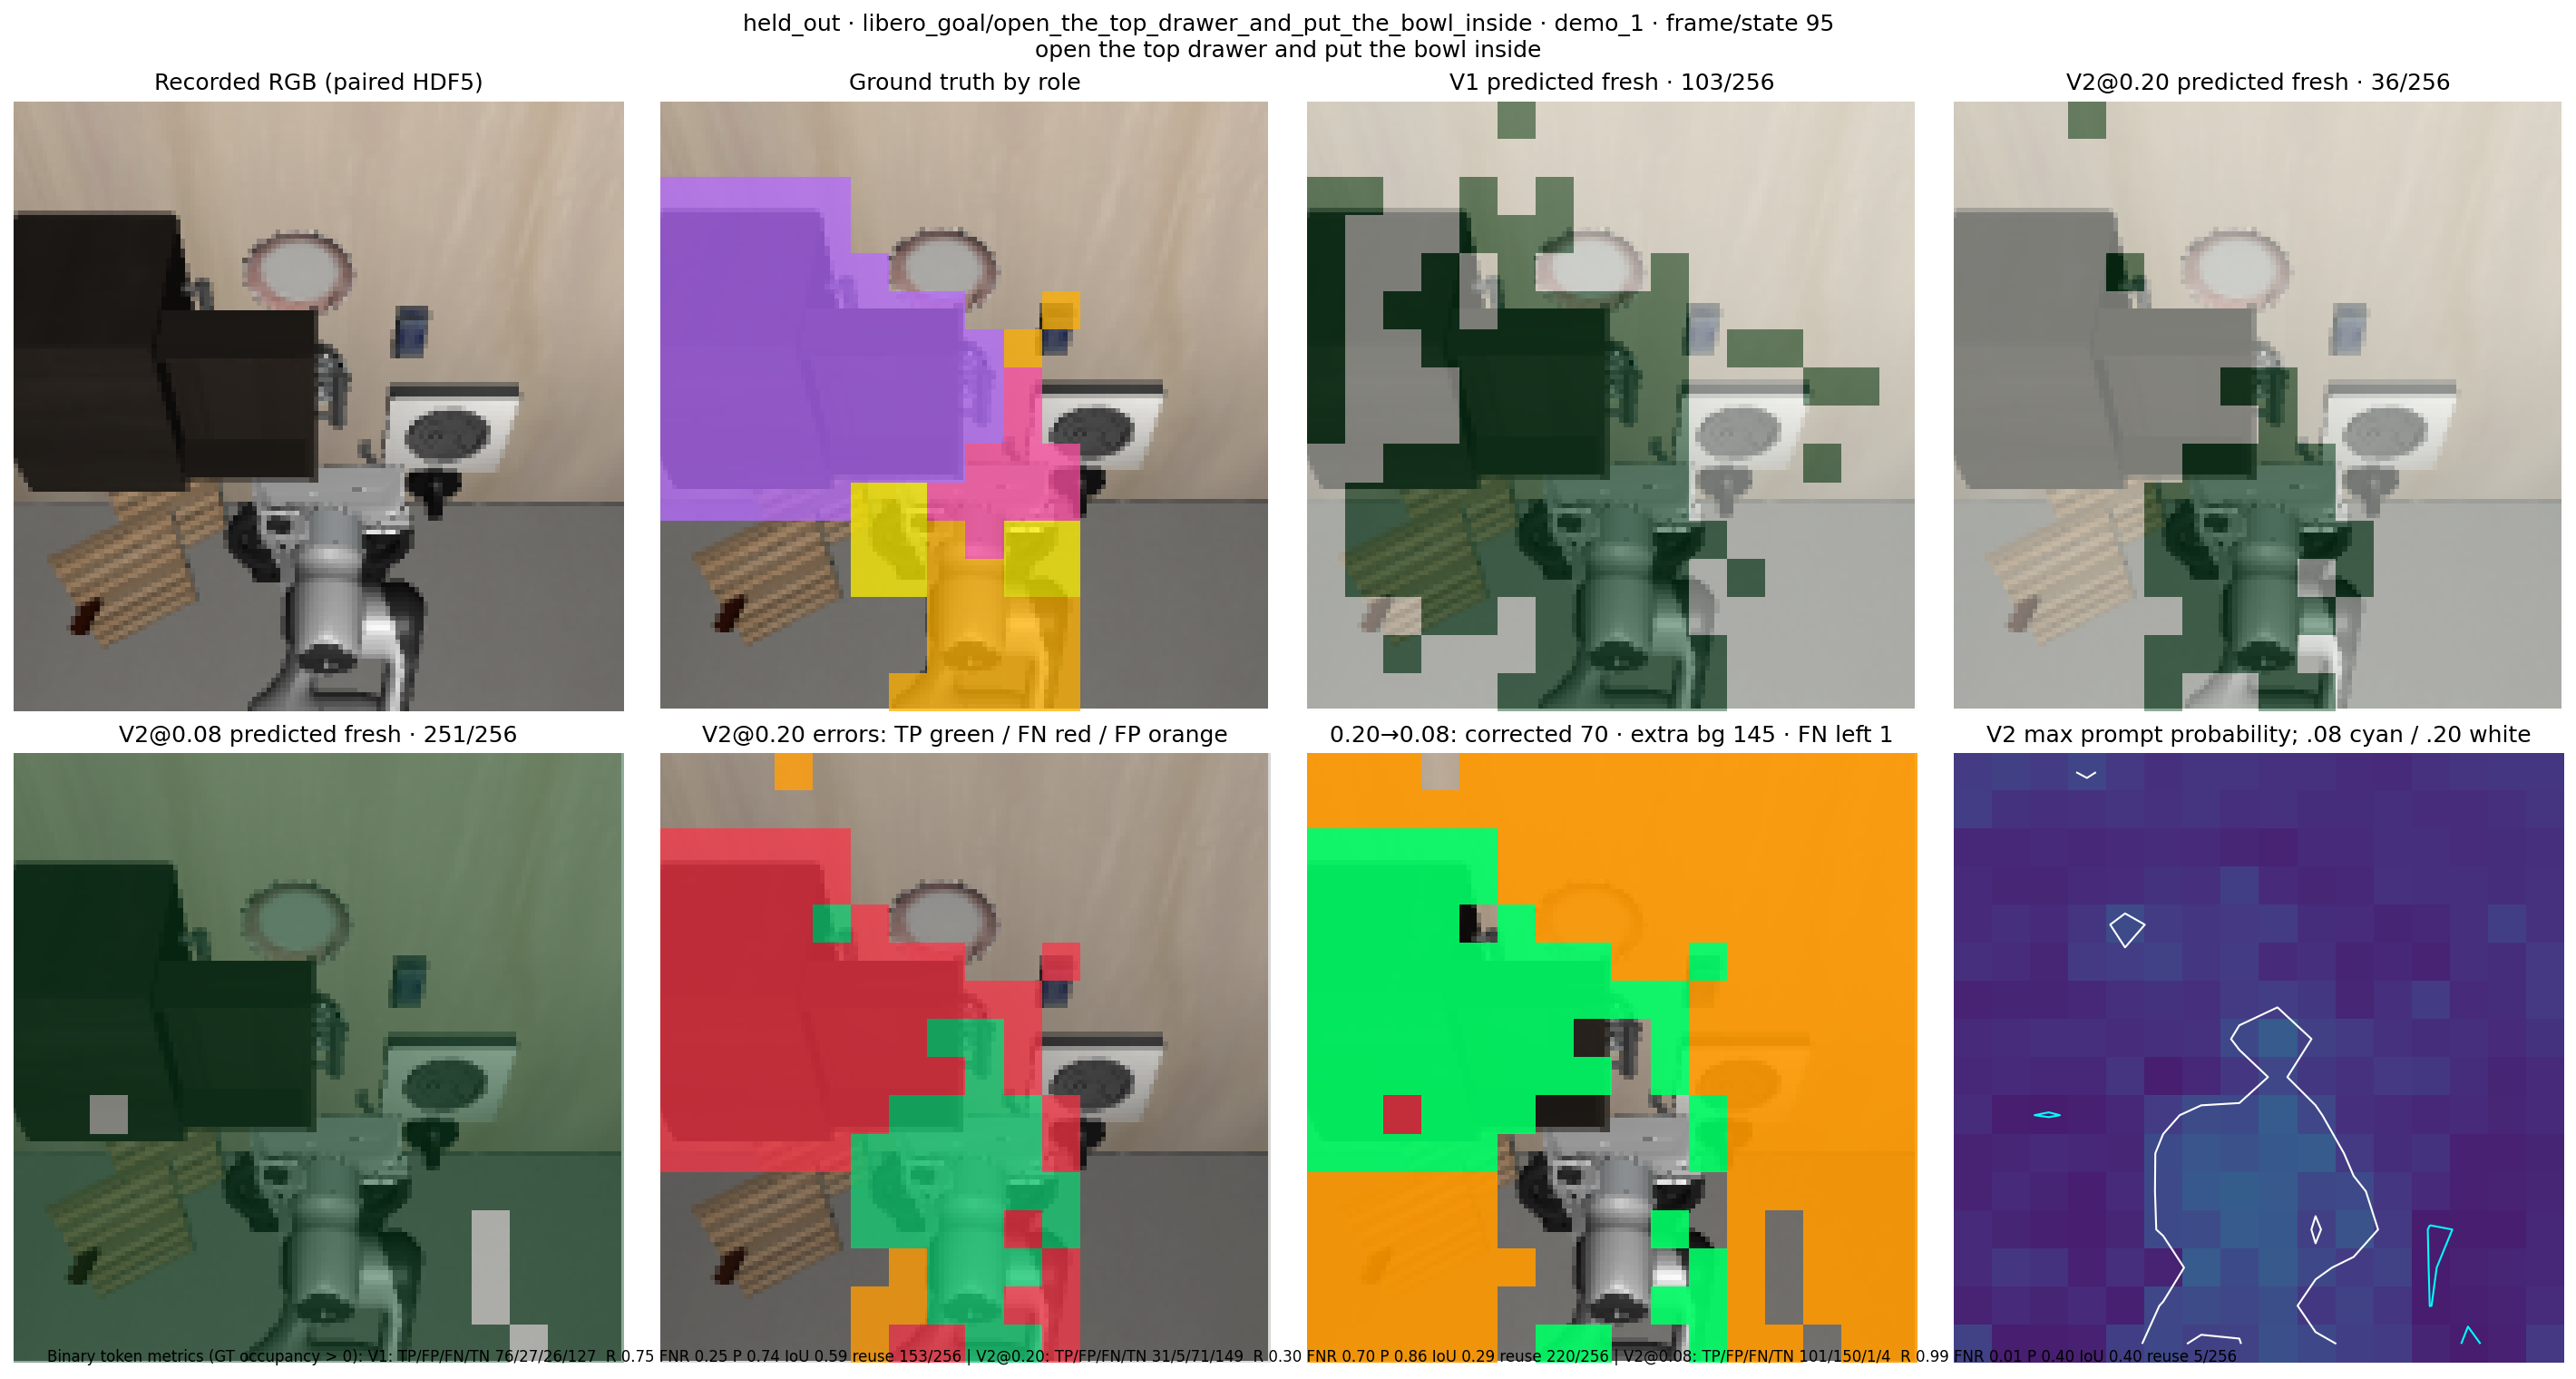 held_out · libero_goal/open_the_top_drawer_and_put_the_bowl_inside · demo_1 · frame/state 95
open the top drawer and put the bowl inside
Recorded RGB (paired HDF5)
Ground truth by role
V1 predicted fresh · 103/256
V2@0.20 predicted fresh · 36/256
V2@0.08 predicted fresh · 251/256
V2@0.20 errors: TP green / FN red / FP orange
0.20→0.08: corrected 70 · extra bg 145 · FN left 1
V2 max prompt probability; .08 cyan / .20 white
Binary token metrics (GT occupancy > 0): V1: TP/FP/FN/TN 76/27/26/127 R 0.75 FNR 0.25 P 0.74 IoU 0.59 reuse 153/256 | V2@0.20: TP/FP/FN/TN 31/5/71/149 R 0.30 FNR 0.70 P 0.86 IoU 0.29 reuse 220/256 | V2@0.08: TP/FP/FN/TN 101/150/1/4 R 0.99 FNR 0.01 P 0.40 IoU 0.40 reuse 5/256